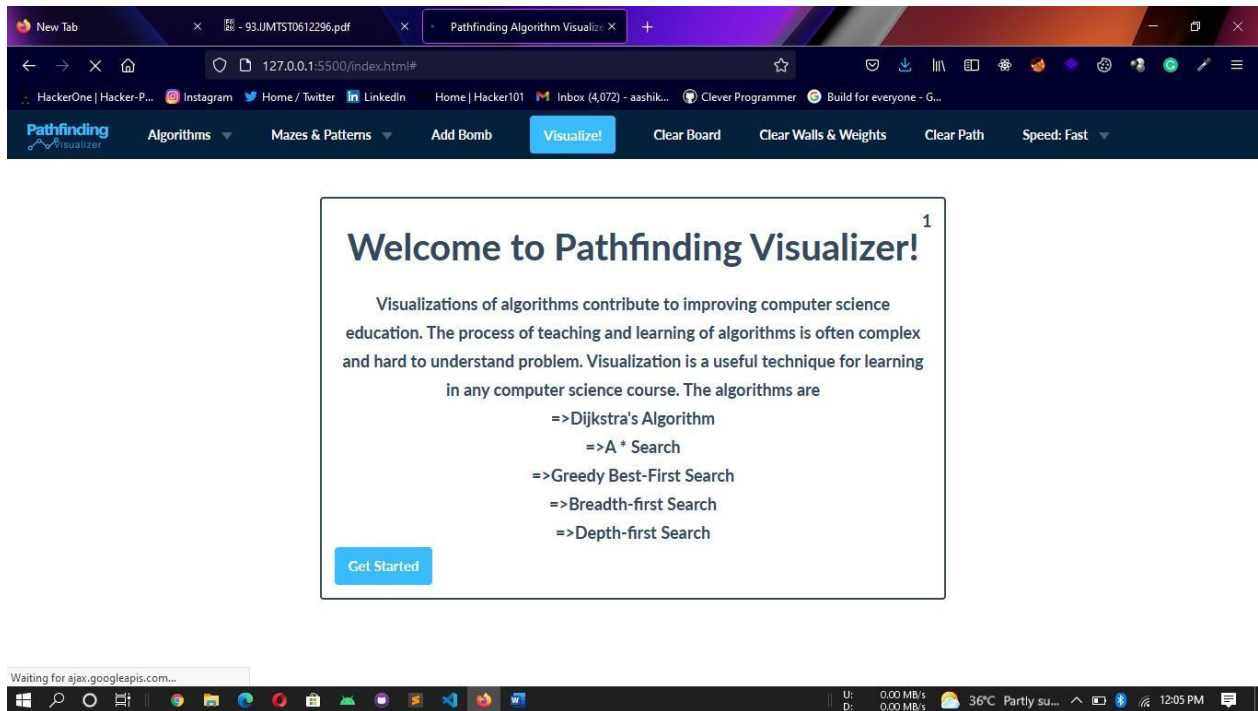 New Tab
- 93.IJMTST0612296.pdf
Pathfinding Algorithm Visualize
127.0.0.1:5500/index.html#
HackerOne | Hacker-P...
Instagram
Home / Twitter
LinkedIn
Home | Hacker101
Inbox (4,072) - aashik...
Clever Programmer
Build for everyone - G...
Pathfinding
Visualizer
Algorithms
Mazes & Patterns
Add Bomb
Visualize!
Clear Board
Clear Walls & Weights
Clear Path
Speed: Fast
1
Welcome to Pathfinding Visualizer!
Visualizations of algorithms contribute to improving computer science
education. The process of teaching and learning of algorithms is often complex
and hard to understand problem. Visualization is a useful technique for learning
in any computer science course. The algorithms are
=>Dijkstra's Algorithm
=>A * Search
=>Greedy Best-First Search
=>Breadth-first Search
=>Depth-first Search
Get Started
Waiting for ajax.googleapis.com...
U: 0.00 MB/s
D: 0.00 MB/s
36°C Partly su...
12:05 PM